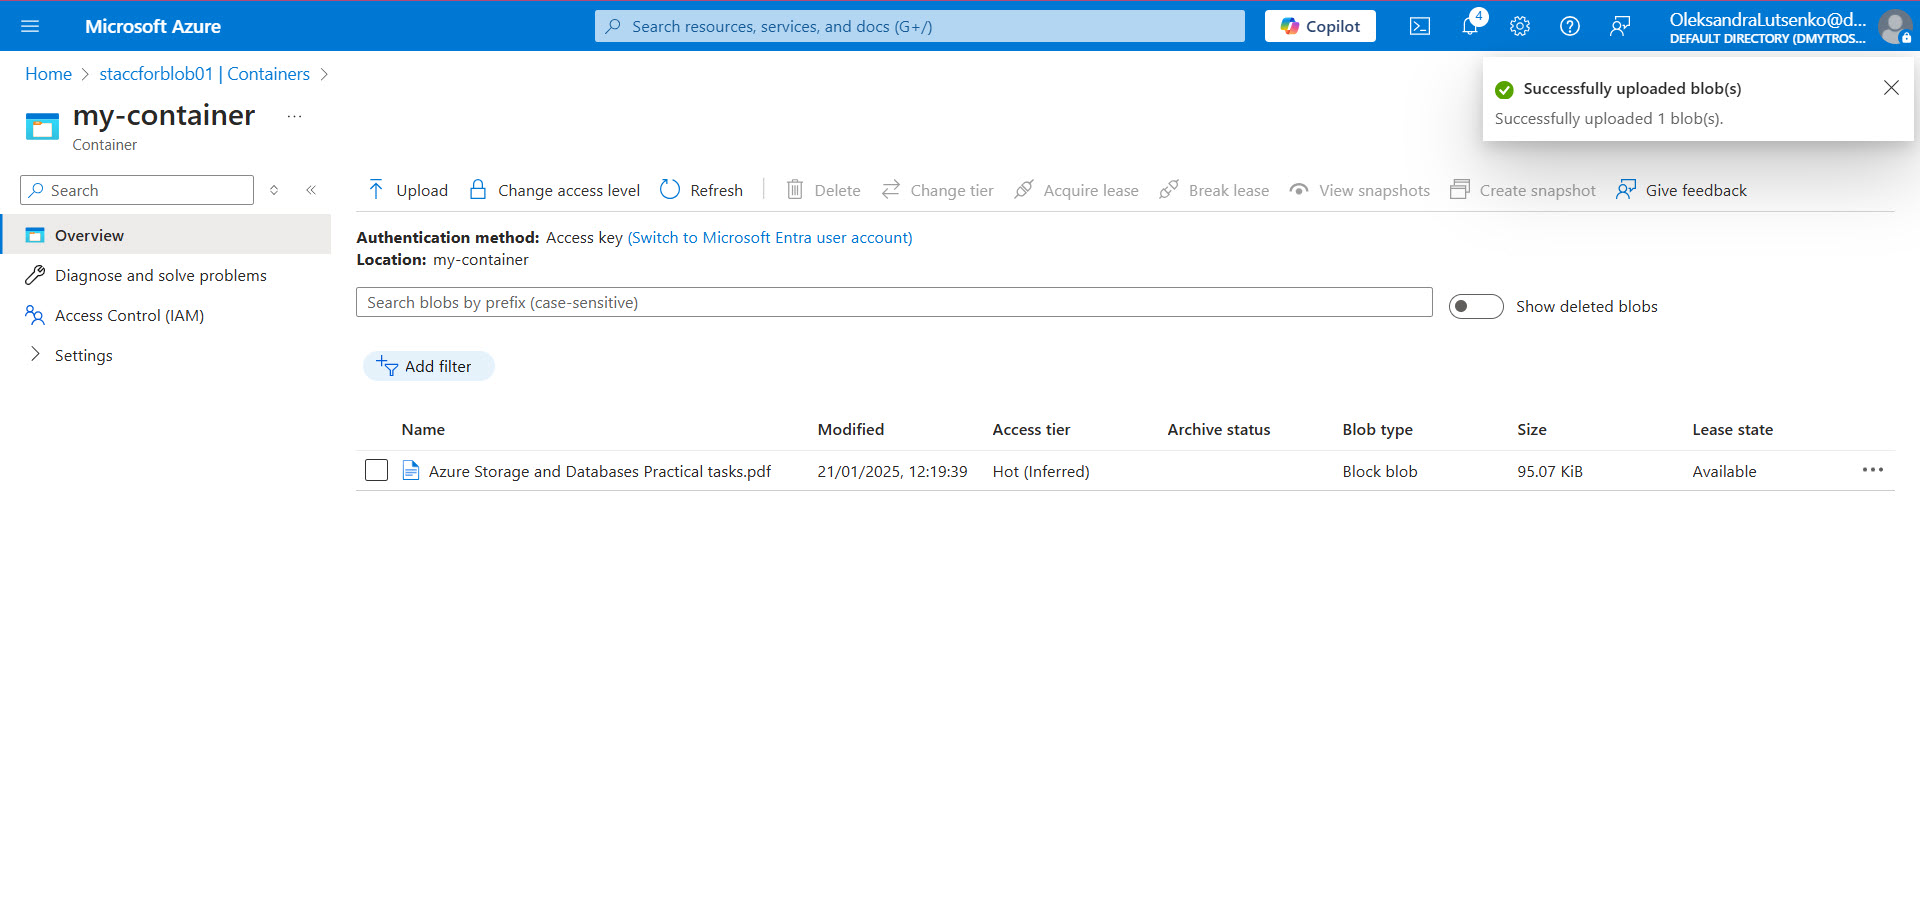 Microsoft Azure
Search resources, services, and docs (G+/)
Copilot
4
OleksandraLutsenko@d...
DEFAULT DIRECTORY (DMYTROS...
Home > staccforblob01 | Containers >
my-container ...
Container
Successfully uploaded blob(s)
Successfully uploaded 1 blob(s).
Search
Upload Change access level Refresh Delete Change tier Acquire lease Break lease View snapshots Create snapshot Give feedback
Overview
Diagnose and solve problems
Access Control (IAM)
Settings
Authentication method: Access key (Switch to Microsoft Entra user account)
Location: my-container
Search blobs by prefix (case-sensitive)
Show deleted blobs
Add filter
Name Modified Access tier Archive status Blob type Size Lease state
Azure Storage and Databases Practical tasks.pdf 21/01/2025, 12:19:39 Hot (Inferred) Block blob 95.07 KiB Available ...